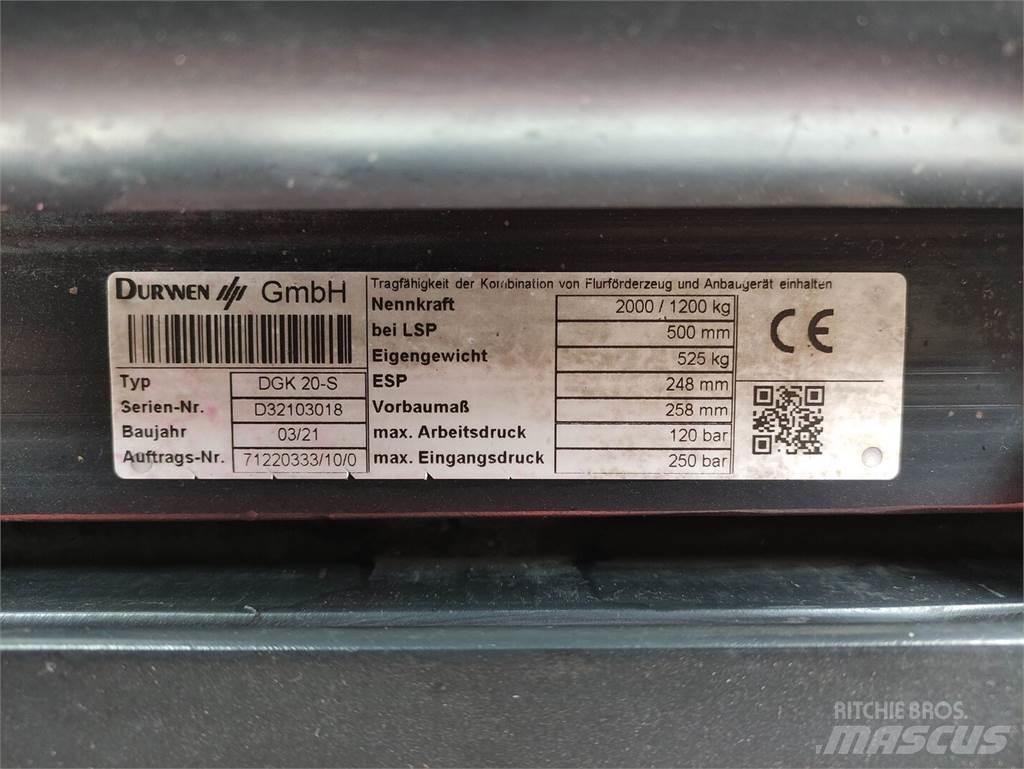 DURWEN GmbH
Typ DGK 20-S
Serien-Nr. D32103018
Baujahr 03/21
Auftrags-Nr. 71220333/10/0
Tragfähigkeit der Kombination von Flurförderzeug und Anbaugerät einhalten
Nennkraft 2000 / 1200 kg
bei LSP 500 mm
Eigengewicht 525 kg
ESP 248 mm
Vorbaumaß 258 mm
max. Arbeitsdruck 120 bar
max. Eingangsdruck 250 bar
CE
RITCHIE BROS.
MASCUS